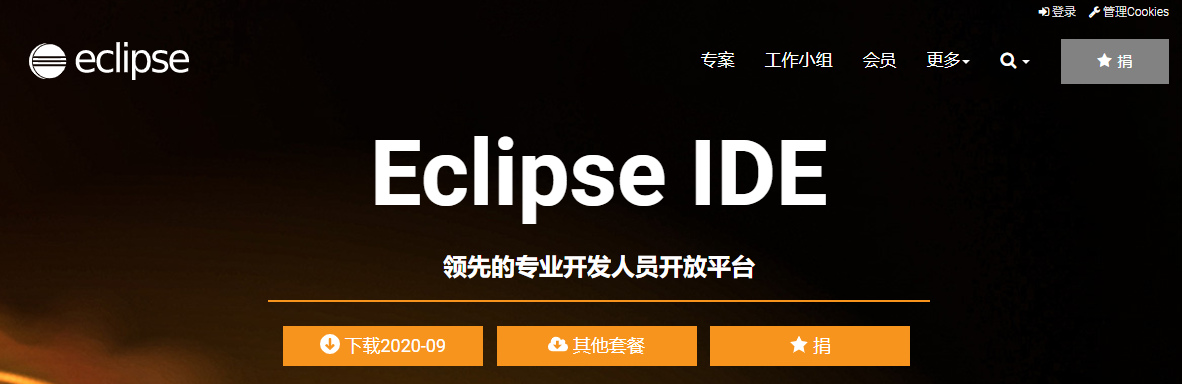 登录 管理Cookies
eclipse 专案 工作小组 会员 更多 捐
Eclipse IDE
领先的专业开发人员开放平台
下载2020-09 其他套餐 捐